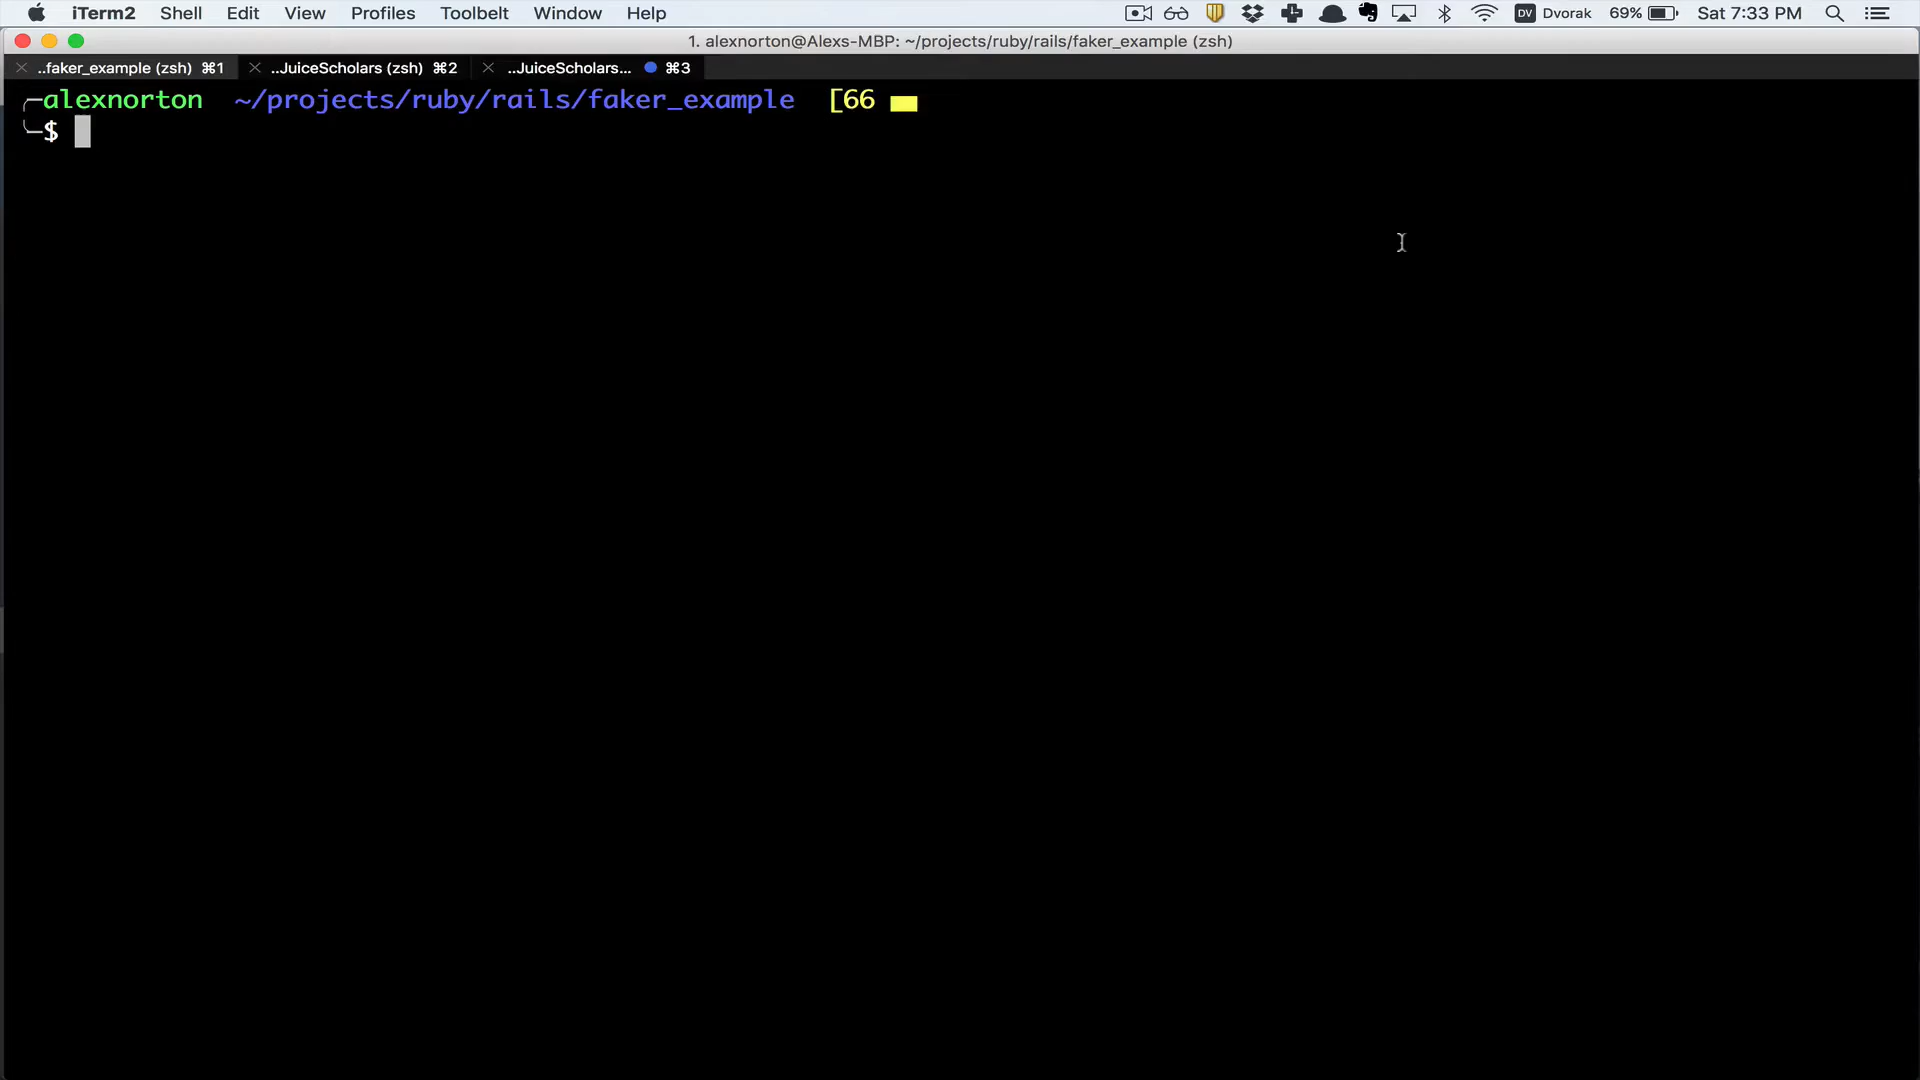 iTerm2 Shell Edit View Profiles Toolbelt Window Help DV Dvorak 69% Sat 7:33 PM
1. alexnorton@Alexs-MBP: ~/projects/ruby/rails/faker_example (zsh)
..faker_example (zsh) ⌘1 ..JuiceScholars (zsh) ⌘2 ..JuiceScholars... ⌘3
alexnorton ~/projects/ruby/rails/faker_example [66
$